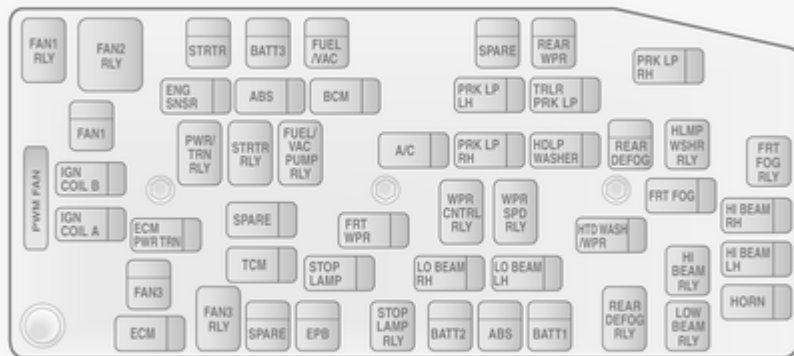 FAN1
RLY
FAN2
RLY
STRTR
BATT3
FUEL
/VAC
SPARE
REAR
WPR
PRK LP
RH
ENG
SNSR
ABS
BCM
PRK LP
LH
TRLR
PRK LP
FAN1
PWR/
TRN
RLY
STRTR
RLY
FUEL/
VAC
PUMP
RLY
A/C
PRK LP
RH
HDLP
WASHER
REAR
DEFOG
HLMP
WSHR
RLY
FRT
FOG
RLY
PWM FAN
IGN
COIL B
IGN
COIL A
ECM
PWR TRN
SPARE
FRT
WPR
WPR
CNTRL
RLY
WPR
SPD
RLY
FRT FOG
HI BEAM
RH
HTD WASH
/WPR
FAN3
TCM
STOP
LAMP
LO BEAM
RH
LO BEAM
LH
HI
BEAM
RLY
HI BEAM
LH
HORN
ECM
FAN3
RLY
SPARE
EPB
STOP
LAMP
RLY
BATT2
ABS
BATT1
REAR
DEFOG
RLY
LOW
BEAM
RLY